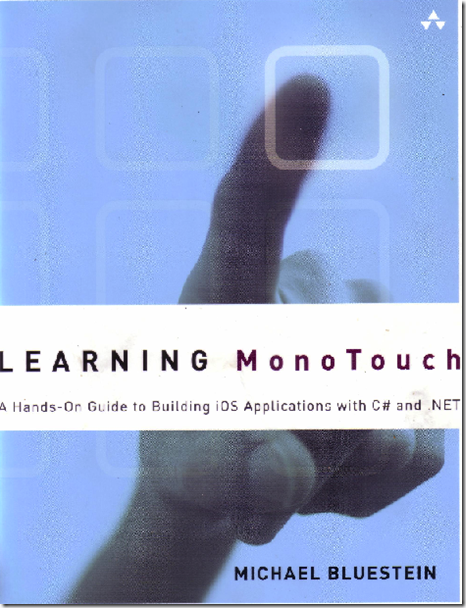 LEARNING MonoTouch
A Hands-On Guide to Building iOS Applications with C# and .NET
MICHAEL BLUESTEIN